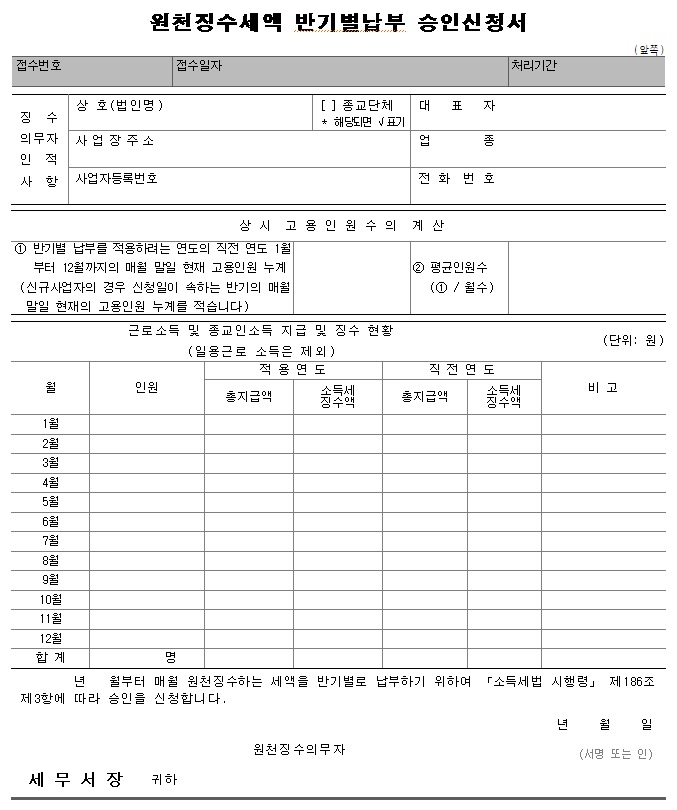 원천징수세액 반기별납부 승인신청서
(앞쪽)
접수번호 접수일자 처리기간
징 수
의무자
인 적
사 항
상 호(법인명) [ ] 종교단체 대 표 자
* 해당되면 √표기
사업장주소 업 종
사업자등록번호 전 화 번 호
상 시 고 용 인 원 수 의 계 산
① 반기별 납부를 적용하려는 연도의 직전 연도 1월
부터 12월까지의 매월 말일 현재 고용인원 누계
(신규사업자의 경우 신청일이 속하는 반기의 매월
말일 현재의 고용인원 누계를 적습니다)
② 평균인원수
(① / 월수)
근로소득 및 종교인소득 지급 및 징수 현황
(일용근로 소득은 제외)
(단위: 원)
월 인원 적 용 연 도 직 전 연 도 비 고
총지급액 소득세 징수액 총지급액 소득세 징수액
1월
2월
3월
4월
5월
6월
7월
8월
9월
10월
11월
12월
합 계 명
년 월부터 매월 원천징수하는 세액을 반기별로 납부하기 위하여 「소득세법 시행령」 제186조
제3항에 따라 승인을 신청합니다.
년 월 일
원천징수의무자 (서명 또는 인)
세 무 서 장 귀하